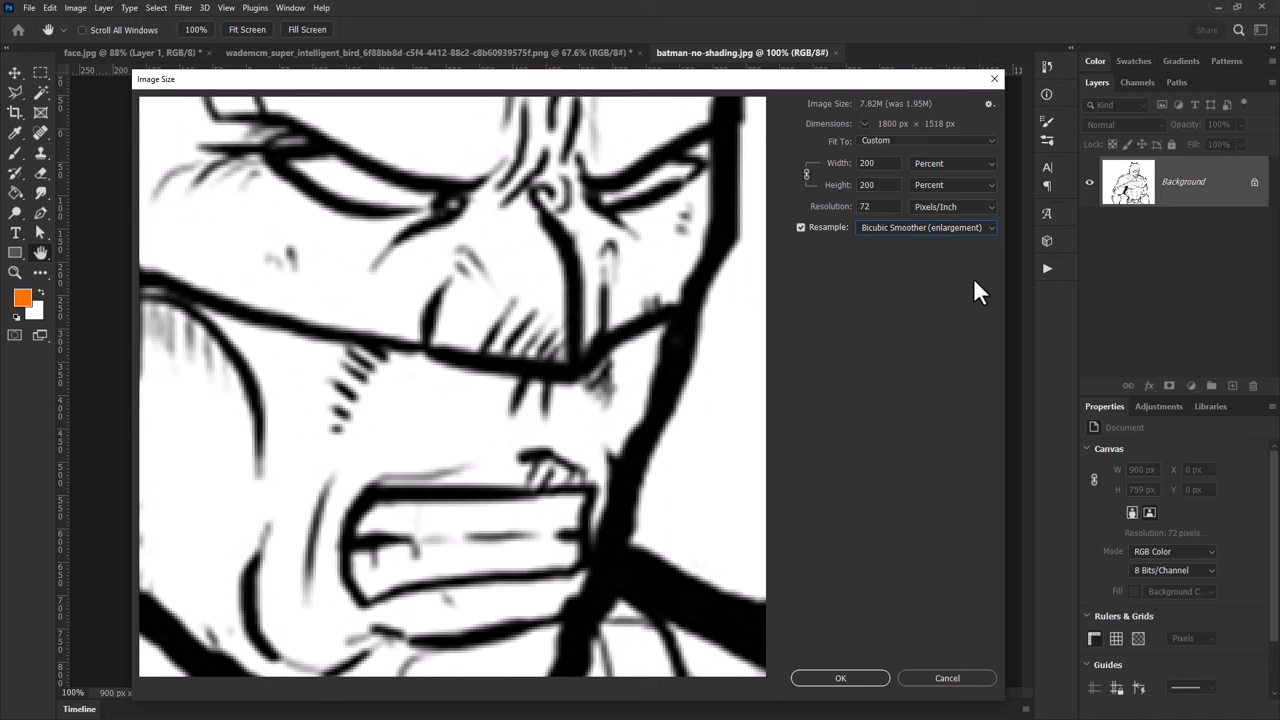 Ps File Edit Image Layer Type Select Filter 3D View Plugins Window Help
Scroll All Windows 100% Fit Screen Fill Screen Share
face.jpg @ 88% (Layer 1, RGB/8) * × wademcm_super_intelligent_bird_6f88bb8d-c5f4-4412-88c2-c8b60939575f.png @ 67.6% (RGB/8#) * × batman-no-shading.jpg @ 100% (RGB/8#) ×
Image Size
Image Size: 7.82M (was 1.95M)
Dimensions: 1800 px × 1518 px
Fit To: Custom
Width: 200 Percent
Height: 200 Percent
Resolution: 72 Pixels/Inch
Resample: Bicubic Smoother (enlargement)
OK Cancel
Color Swatches Gradients Patterns
Layers Channels Paths
Kind
Normal Opacity: 100%
Lock: Fill: 100%
Background
Properties Adjustments Libraries
Document
Canvas
W 900 px X 0 px
H 759 px Y 0 px
Resolution: 72 pixels/inch
Mode RGB Color
8 Bits/Channel
Fill Background C...
Rulers & Grids
Pixels
Guides
100% 900 px x
Timeline